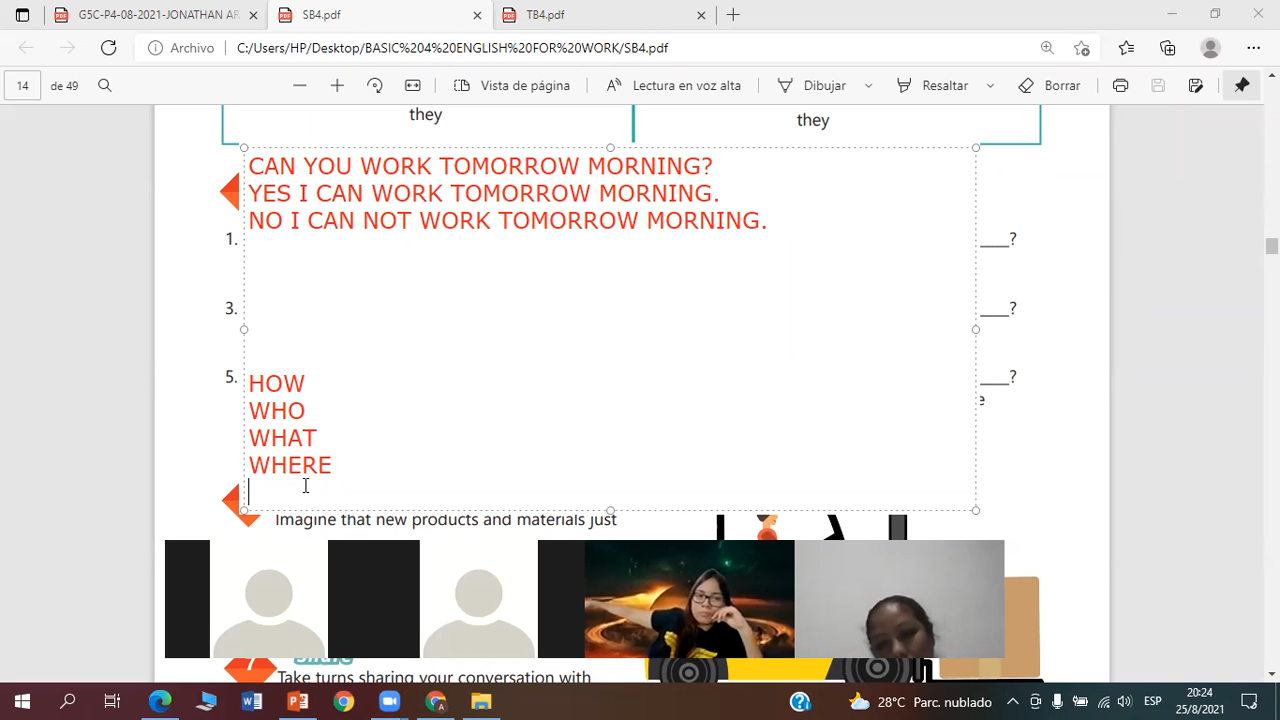 G5C-P4-08-2021-JONATHAN AR
SB4.pdf
TB4.pdf
Archivo
C:/Users/HP/Desktop/BASIC%204%20ENGLISH%20FOR%20WORK/SB4.pdf
14
de 49
Vista de página
Lectura en voz alta
Dibujar
Resaltar
Borrar
they
they
CAN YOU WORK TOMORROW MORNING?
YES I CAN WORK TOMORROW MORNING.
NO I CAN NOT WORK TOMORROW MORNING.
1. ___?
3. ___?
5. ___?
HOW
e
WHO
WHAT
WHERE
Imagine that new products and materials just
Take turns sharing your conversation with
28°C Parc. nublado
ESP
20:24
25/8/2021